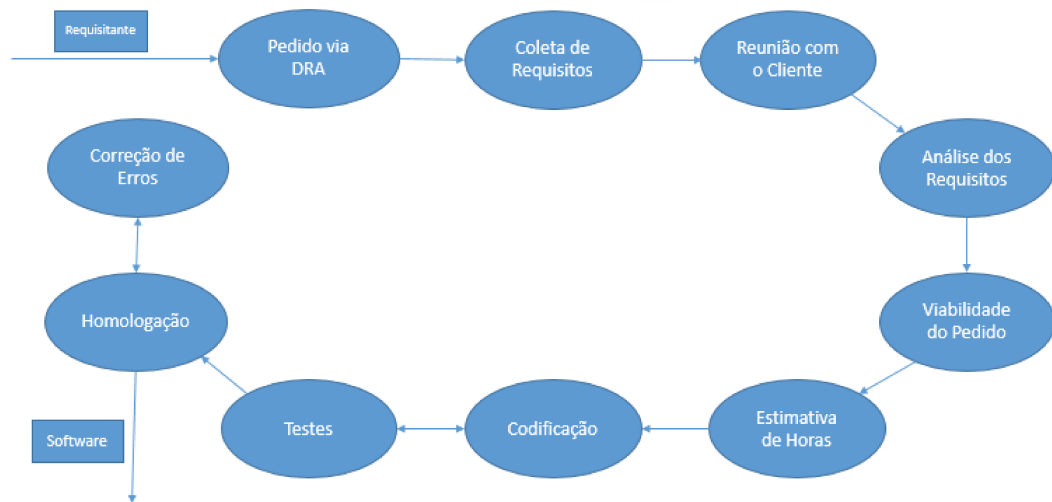 Requisitante
Pedido via
DRA
Coleta de
Requisitos
Reunião com
o Cliente
Análise dos
Requisitos
Viabilidade
do Pedido
Estimativa
de Horas
Codificação
Testes
Homologação
Correção de
Erros
Software